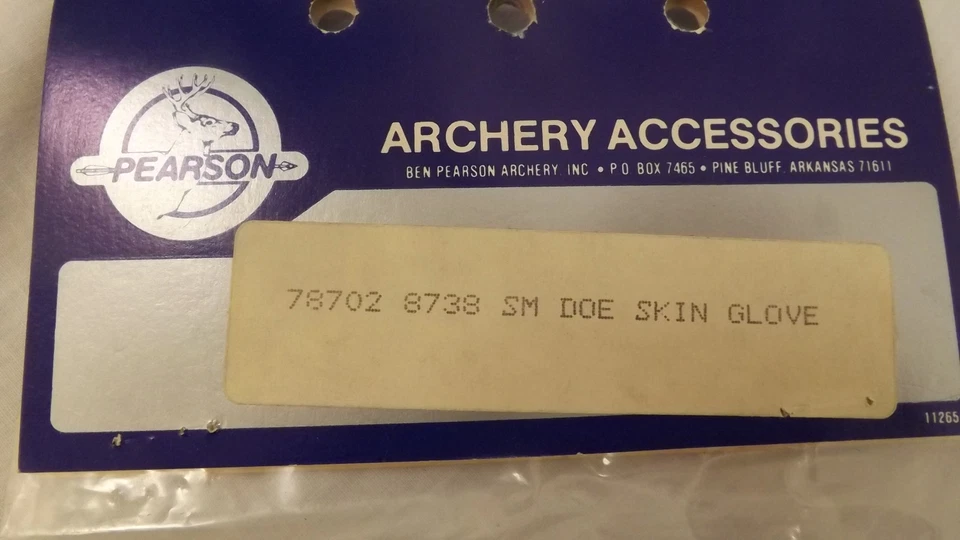 PEARSON
ARCHERY ACCESSORIES
BEN PEARSON ARCHERY INC • P O BOX 7465 • PINE BLUFF, ARKANSAS 71611
78702 8738 SM DOE SKIN GLOVE
11265